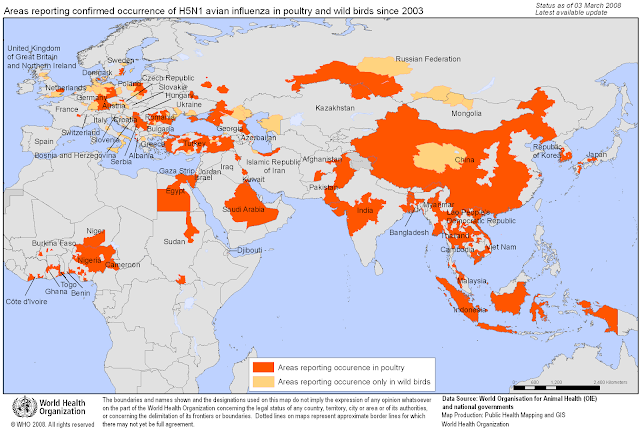 Areas reporting confirmed occurrence of H5N1 avian influenza in poultry and wild birds since 2003
Status as of 03 March 2008
Latest available update
United Kingdom
of Great Britain
and Northern Ireland
Sweden
Denmark
Netherlands
Poland
Czech Republic
Slovakia
Germany
Hungary
Austria
Ukraine
France
Italy
Croatia
Romania
Switzerland
Bulgaria
Georgia
Slovenia
Azerbaijan
Spain
Serbia
Greece
Turkey
Bosnia and Herzegovina
Albania
Russian Federation
Kazakhstan
Mongolia
Gaza Strip
Israel
Jordan
Iraq
Kuwait
Islamic Republic
of Iran
Afghanistan
Pakistan
China
Republic
of Korea
Japan
Egypt
Saudi Arabia
India
Bangladesh
Myanmar
Lao People's
Democratic Republic
Thailand
Viet Nam
Cambodia
Niger
Burkina Faso
Sudan
Djibouti
Nigeria
Cameroon
Togo
Benin
Ghana
Côte d'Ivoire
Malaysia
Indonesia
Areas reporting occurence in poultry
Areas reporting occurence only in wild birds
0 600 1,200 2,400 Kilometers
World Health
Organization
© WHO 2008. All rights reserved
The boundaries and names shown and the designations used on this map do not imply the expression of any opinion whatsoever
on the part of the World Health Organization concerning the legal status of any country, territory, city or area or of its authorities,
or concerning the delimitation of its frontiers or boundaries. Dotted lines on maps represent approximate border lines for which
there may not yet be full agreement.
Data Source: World Organisation for Animal Health (OIE)
and national governments
Map Production: Public Health Mapping and GIS
World Health Organization